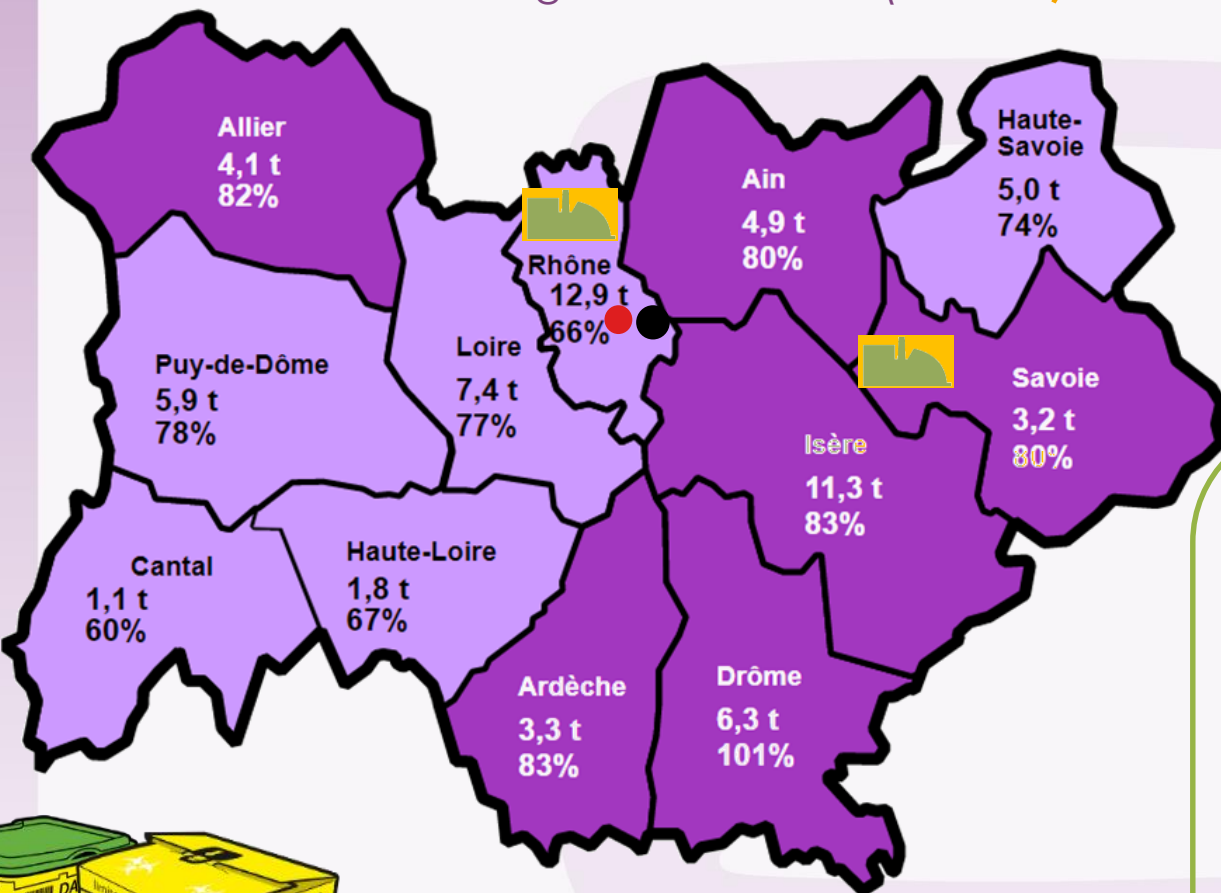 Allier
4,1 t
82%
Haute-
Savoie
5,0 t
74%
Ain
4,9 t
80%
Rhône
12,9 t
66%
Loire
7,4 t
77%
Puy-de-Dôme
5,9 t
78%
Savoie
3,2 t
80%
Isère
11,3 t
83%
Cantal
1,1 t
60%
Haute-Loire
1,8 t
67%
Ardèche
3,3 t
83%
Drôme
6,3 t
101%